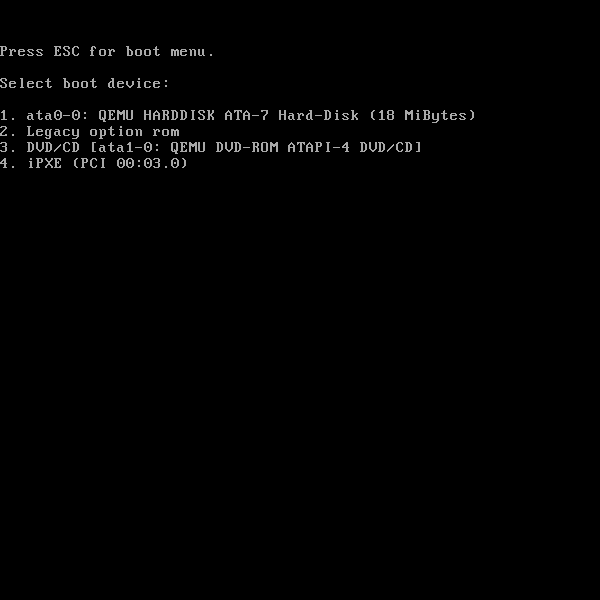 Press ESC for boot menu.
Select boot device:
1. ata0-0: QEMU HARDDISK ATA-7 Hard-Disk (18 MiBytes)
2. Legacy option rom
3. DVD/CD [ata1-0: QEMU DVD-ROM ATAPI-4 DVD/CD]
4. iPXE (PCI 00:03.0)